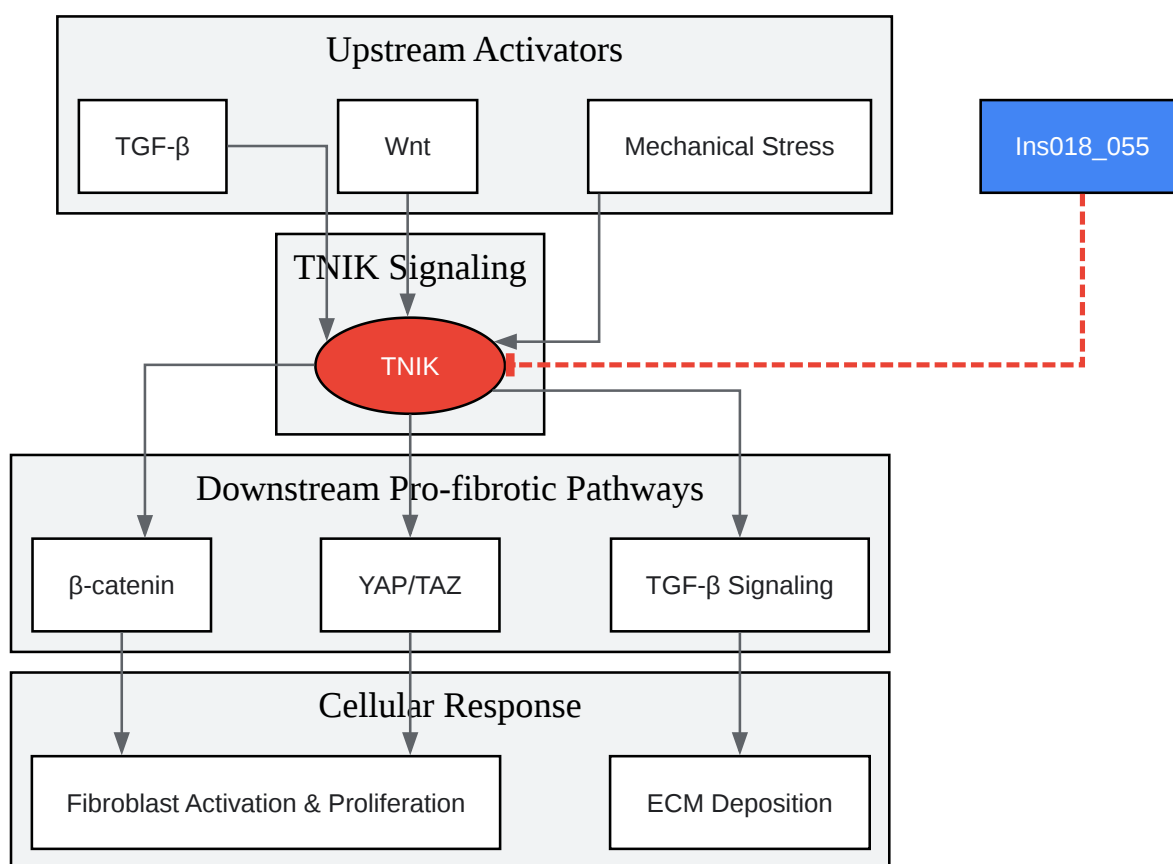 Upstream Activators
TGF-β
Wnt
Mechanical Stress
Ins018_055
TNIK Signaling
TNIK
Downstream Pro-fibrotic Pathways
β-catenin
YAP/TAZ
TGF-β Signaling
Cellular Response
Fibroblast Activation & Proliferation
ECM Deposition